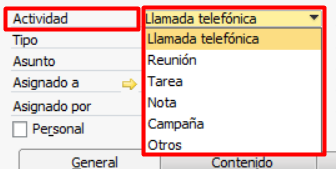 Actividad Llamada telefónica
Tipo Llamada telefónica
Asunto Reunión
Asignado a Tarea
Asignado por Nota
Personal Campaña
Otros
General Contenido